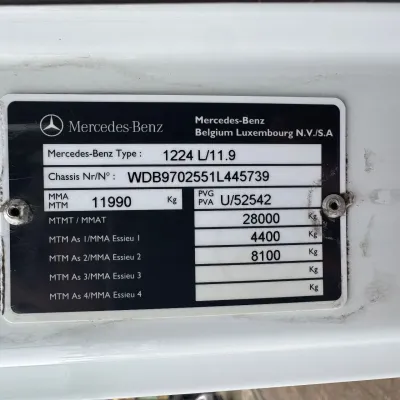 Mercedes-Benz
Mercedes-Benz
Belgium Luxembourg N.V./S.A
Mercedes-Benz Type : 1224 L/11.9
Chassis Nr/N° : WDB9702551L445739
MMA
MTM 11990 Kg
PVG
PVA U/52542
MTMT / MMAT 28000 Kg
MTM As 1/MMA Essieu 1 4400 Kg
MTM As 2/MMA Essieu 2 8100 Kg
MTM As 3/MMA Essieu 3 Kg
MTM As 4/MMA Essieu 4 Kg